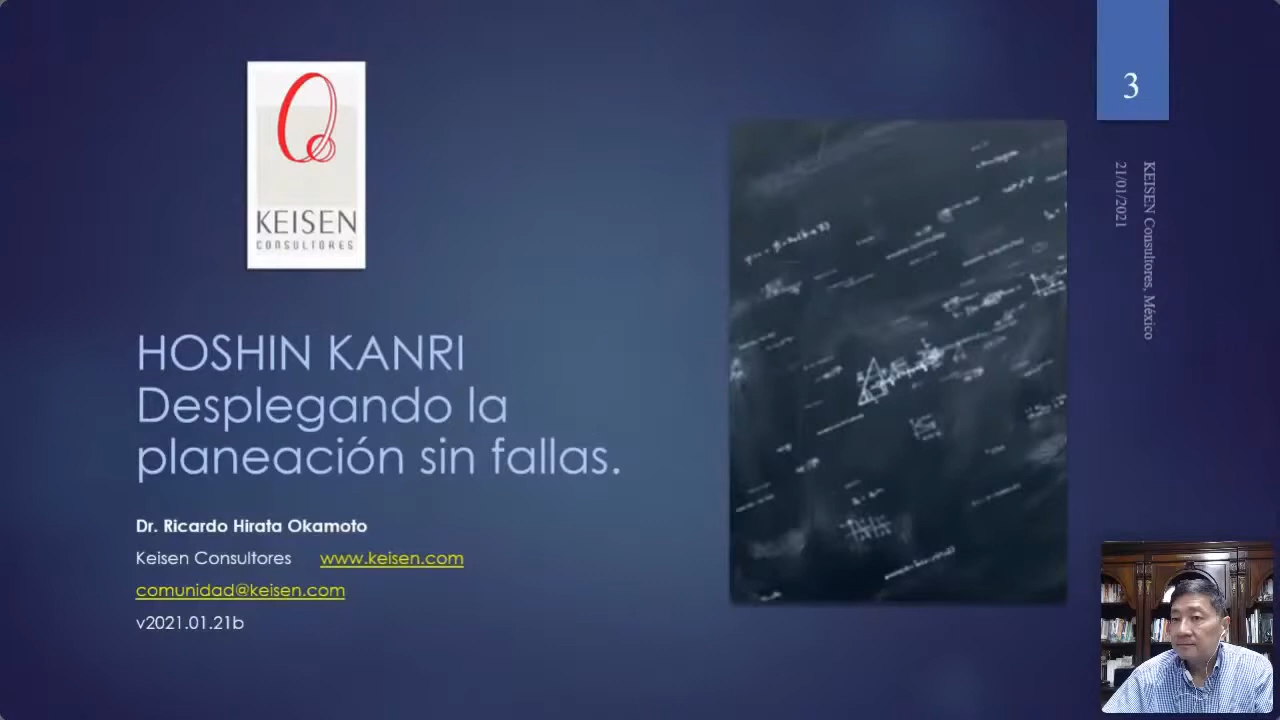 KEISEN
CONSULTORES
HOSHIN KANRI
Desplegando la
planeación sin fallas.
Dr. Ricardo Hirata Okamoto
Keisen Consultores www.keisen.com
comunidad@keisen.com
v2021.01.21b
3
KEISEN Consultores, México
21/01/2021